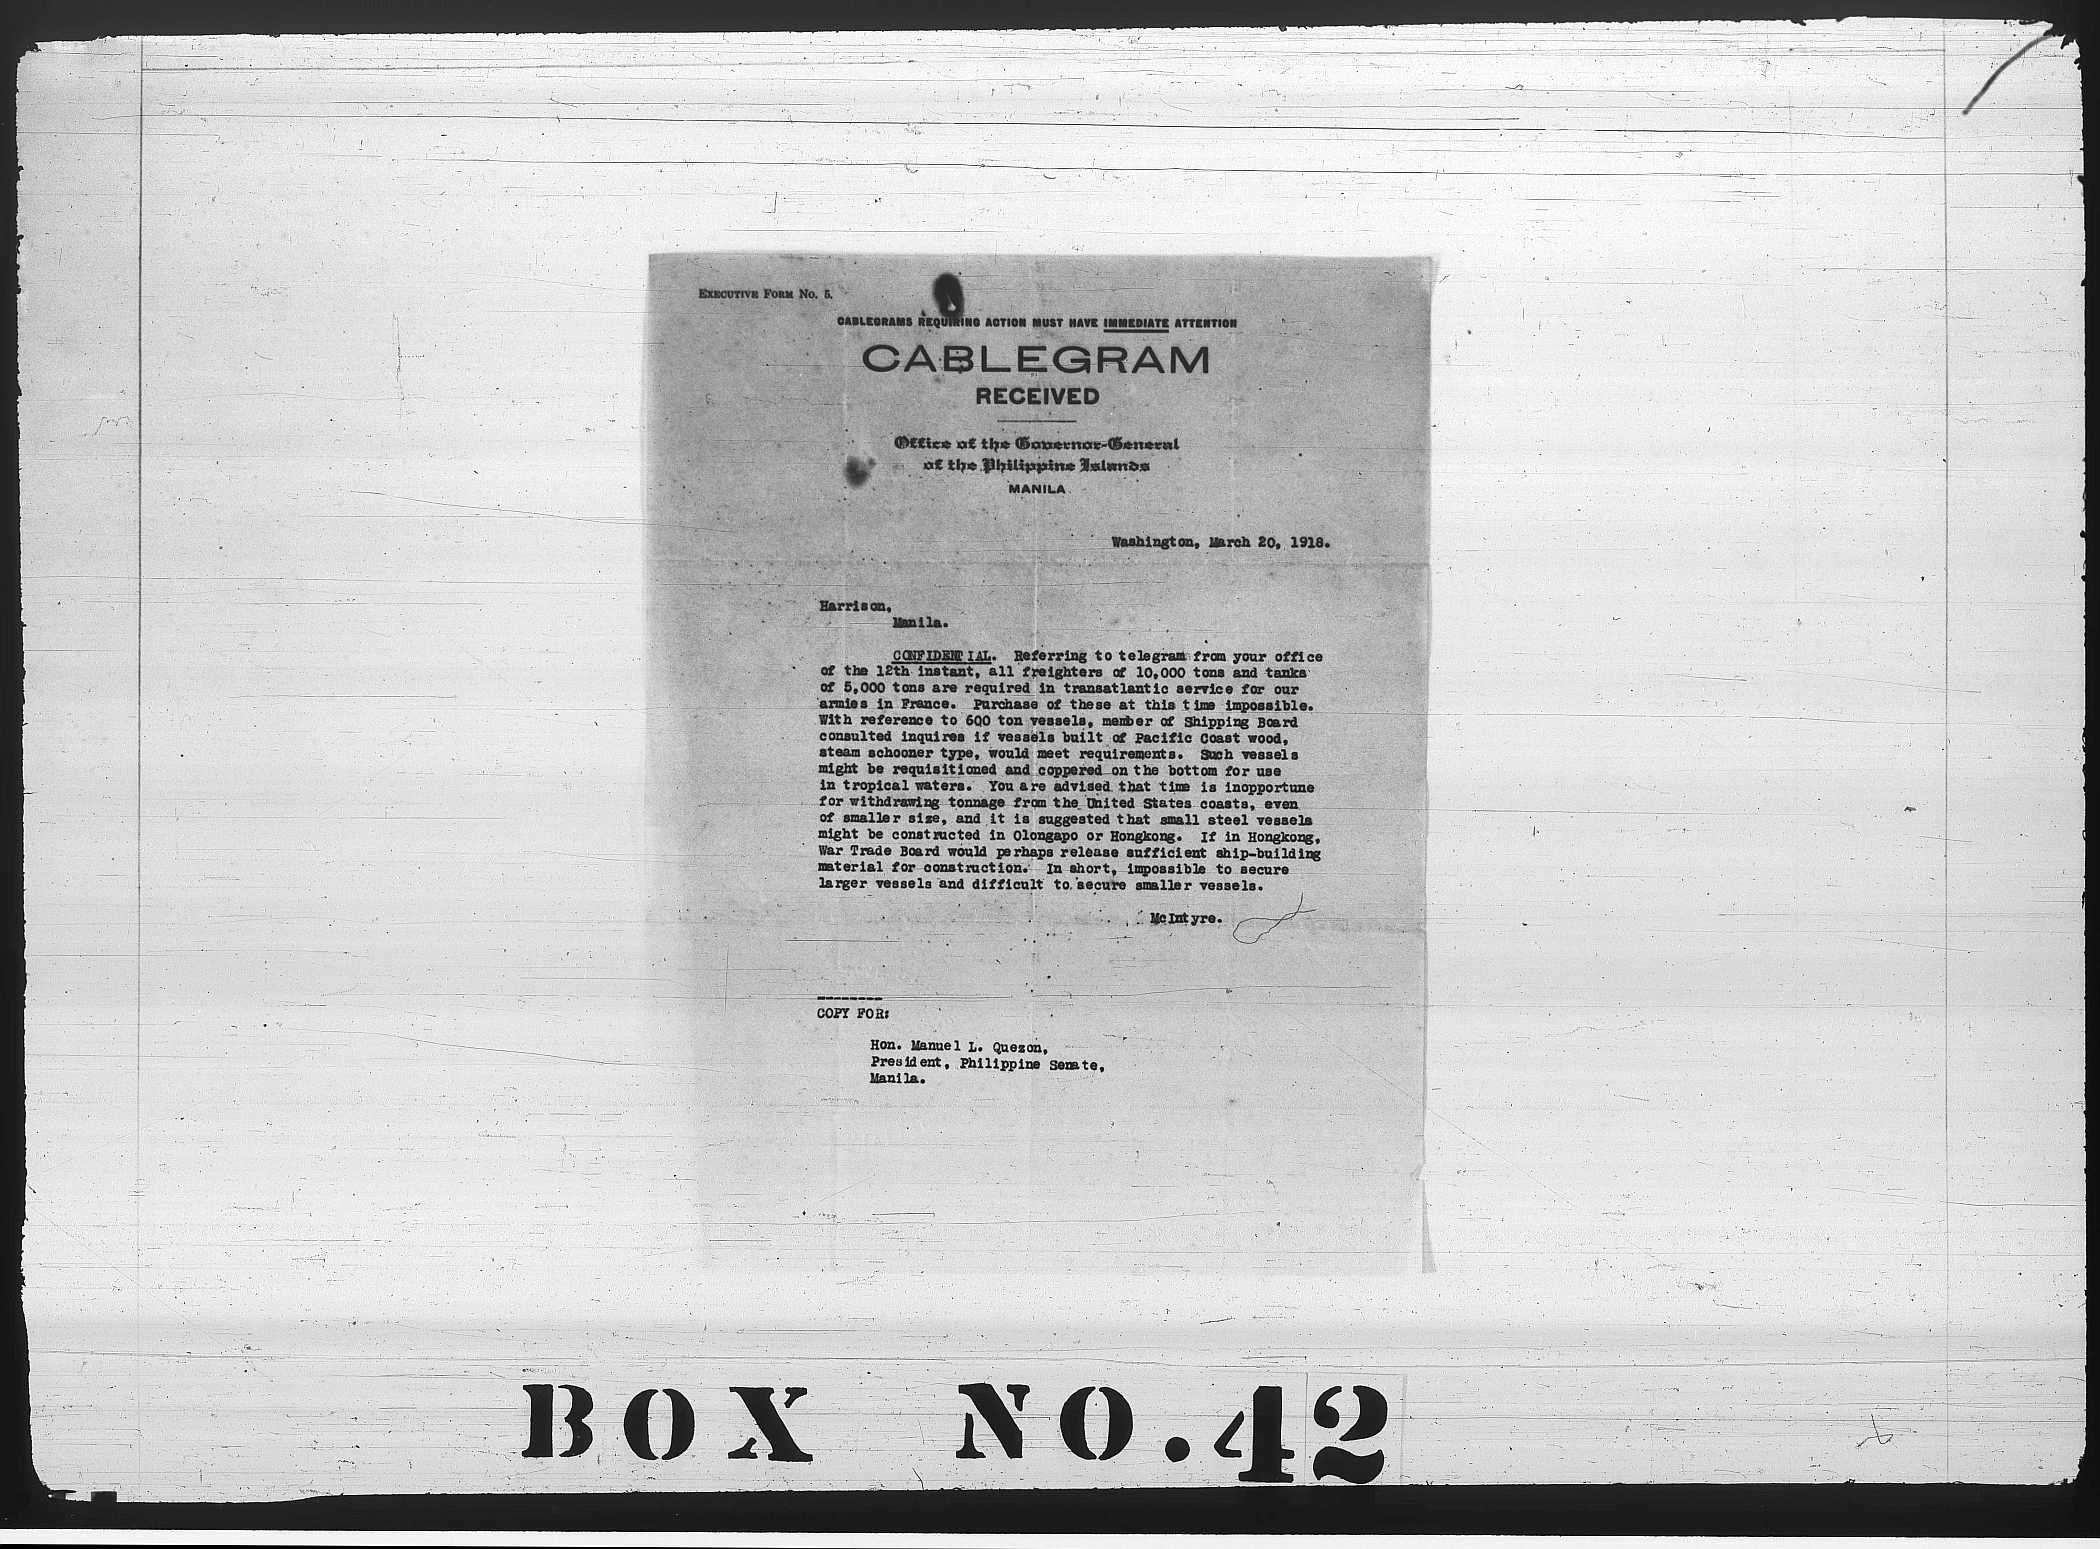 EXECUTIVE FORM NO. 5.
CABLEGRAMS REQUIRING ACTION MUST HAVE IMMEDIATE ATTENTION
CABLEGRAM
RECEIVED
Office of the Governor-General
of the Philippine Islands
MANILA
Washington, March 20, 1918.
Harrison,
Manila.
CONFIDENTIAL. Referring to telegram from your office
of the 12th instant, all freighters of 10,000 tons and tanks
of 5,000 tons are required in transatlantic service for our
armies in France. Purchase of these at this time impossible.
With reference to 600 ton vessels, member of Shipping Board
consulted inquires if vessels built of Pacific Coast wood,
steam schooner type, would meet requirements. Such vessels
might be requisitioned and coppered on the bottom for use
in tropical waters. You are advised that time is inopportune
for withdrawing tonnage from the United States coasts, even
of smaller size, and it is suggested that small steel vessels
might be constructed in Olongapo or Hongkong. If in Hongkong,
War Trade Board would perhaps release sufficient ship-building
material for construction. In short, impossible to secure
larger vessels and difficult to secure smaller vessels.
McIntyre.
--------
COPY FOR:
Hon. Manuel L. Quezon,
President, Philippine Senate,
Manila.
BOX NO. 42